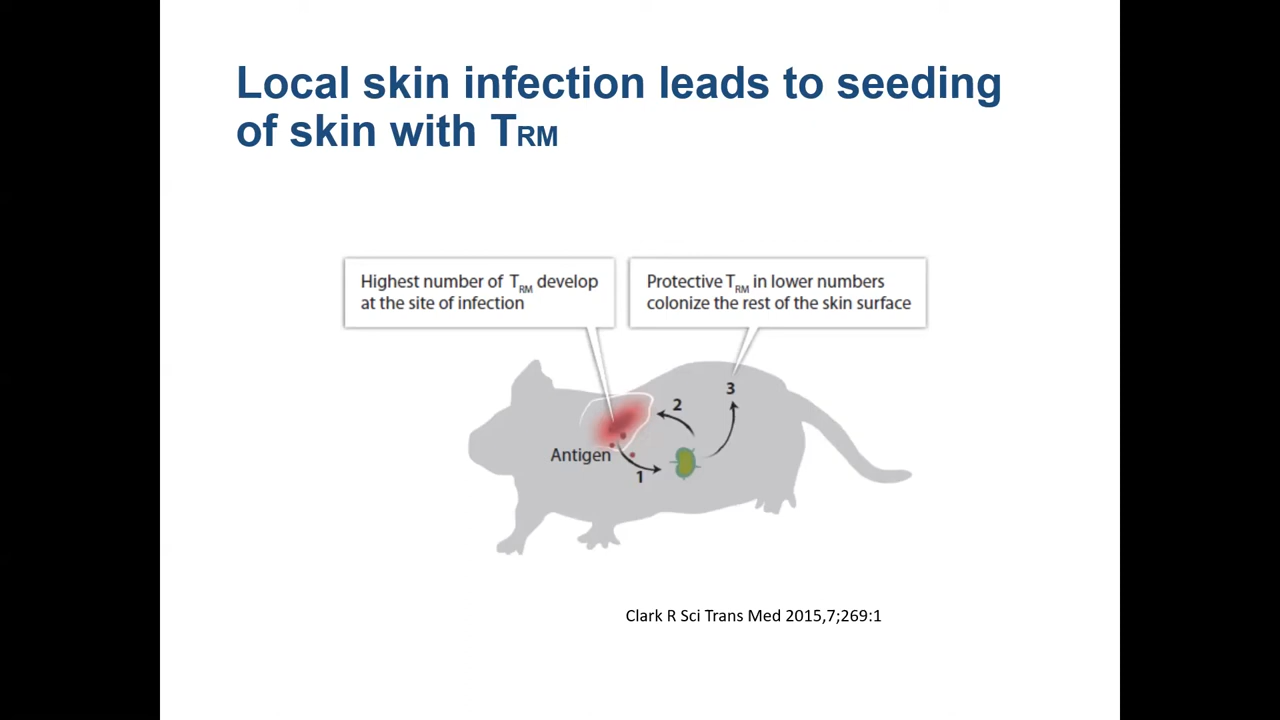 Local skin infection leads to seeding
of skin with TRM
Highest number of TRM develop
at the site of infection
Protective TRM in lower numbers
colonize the rest of the skin surface
3
2
Antigen
1
Clark R Sci Trans Med 2015,7;269:1